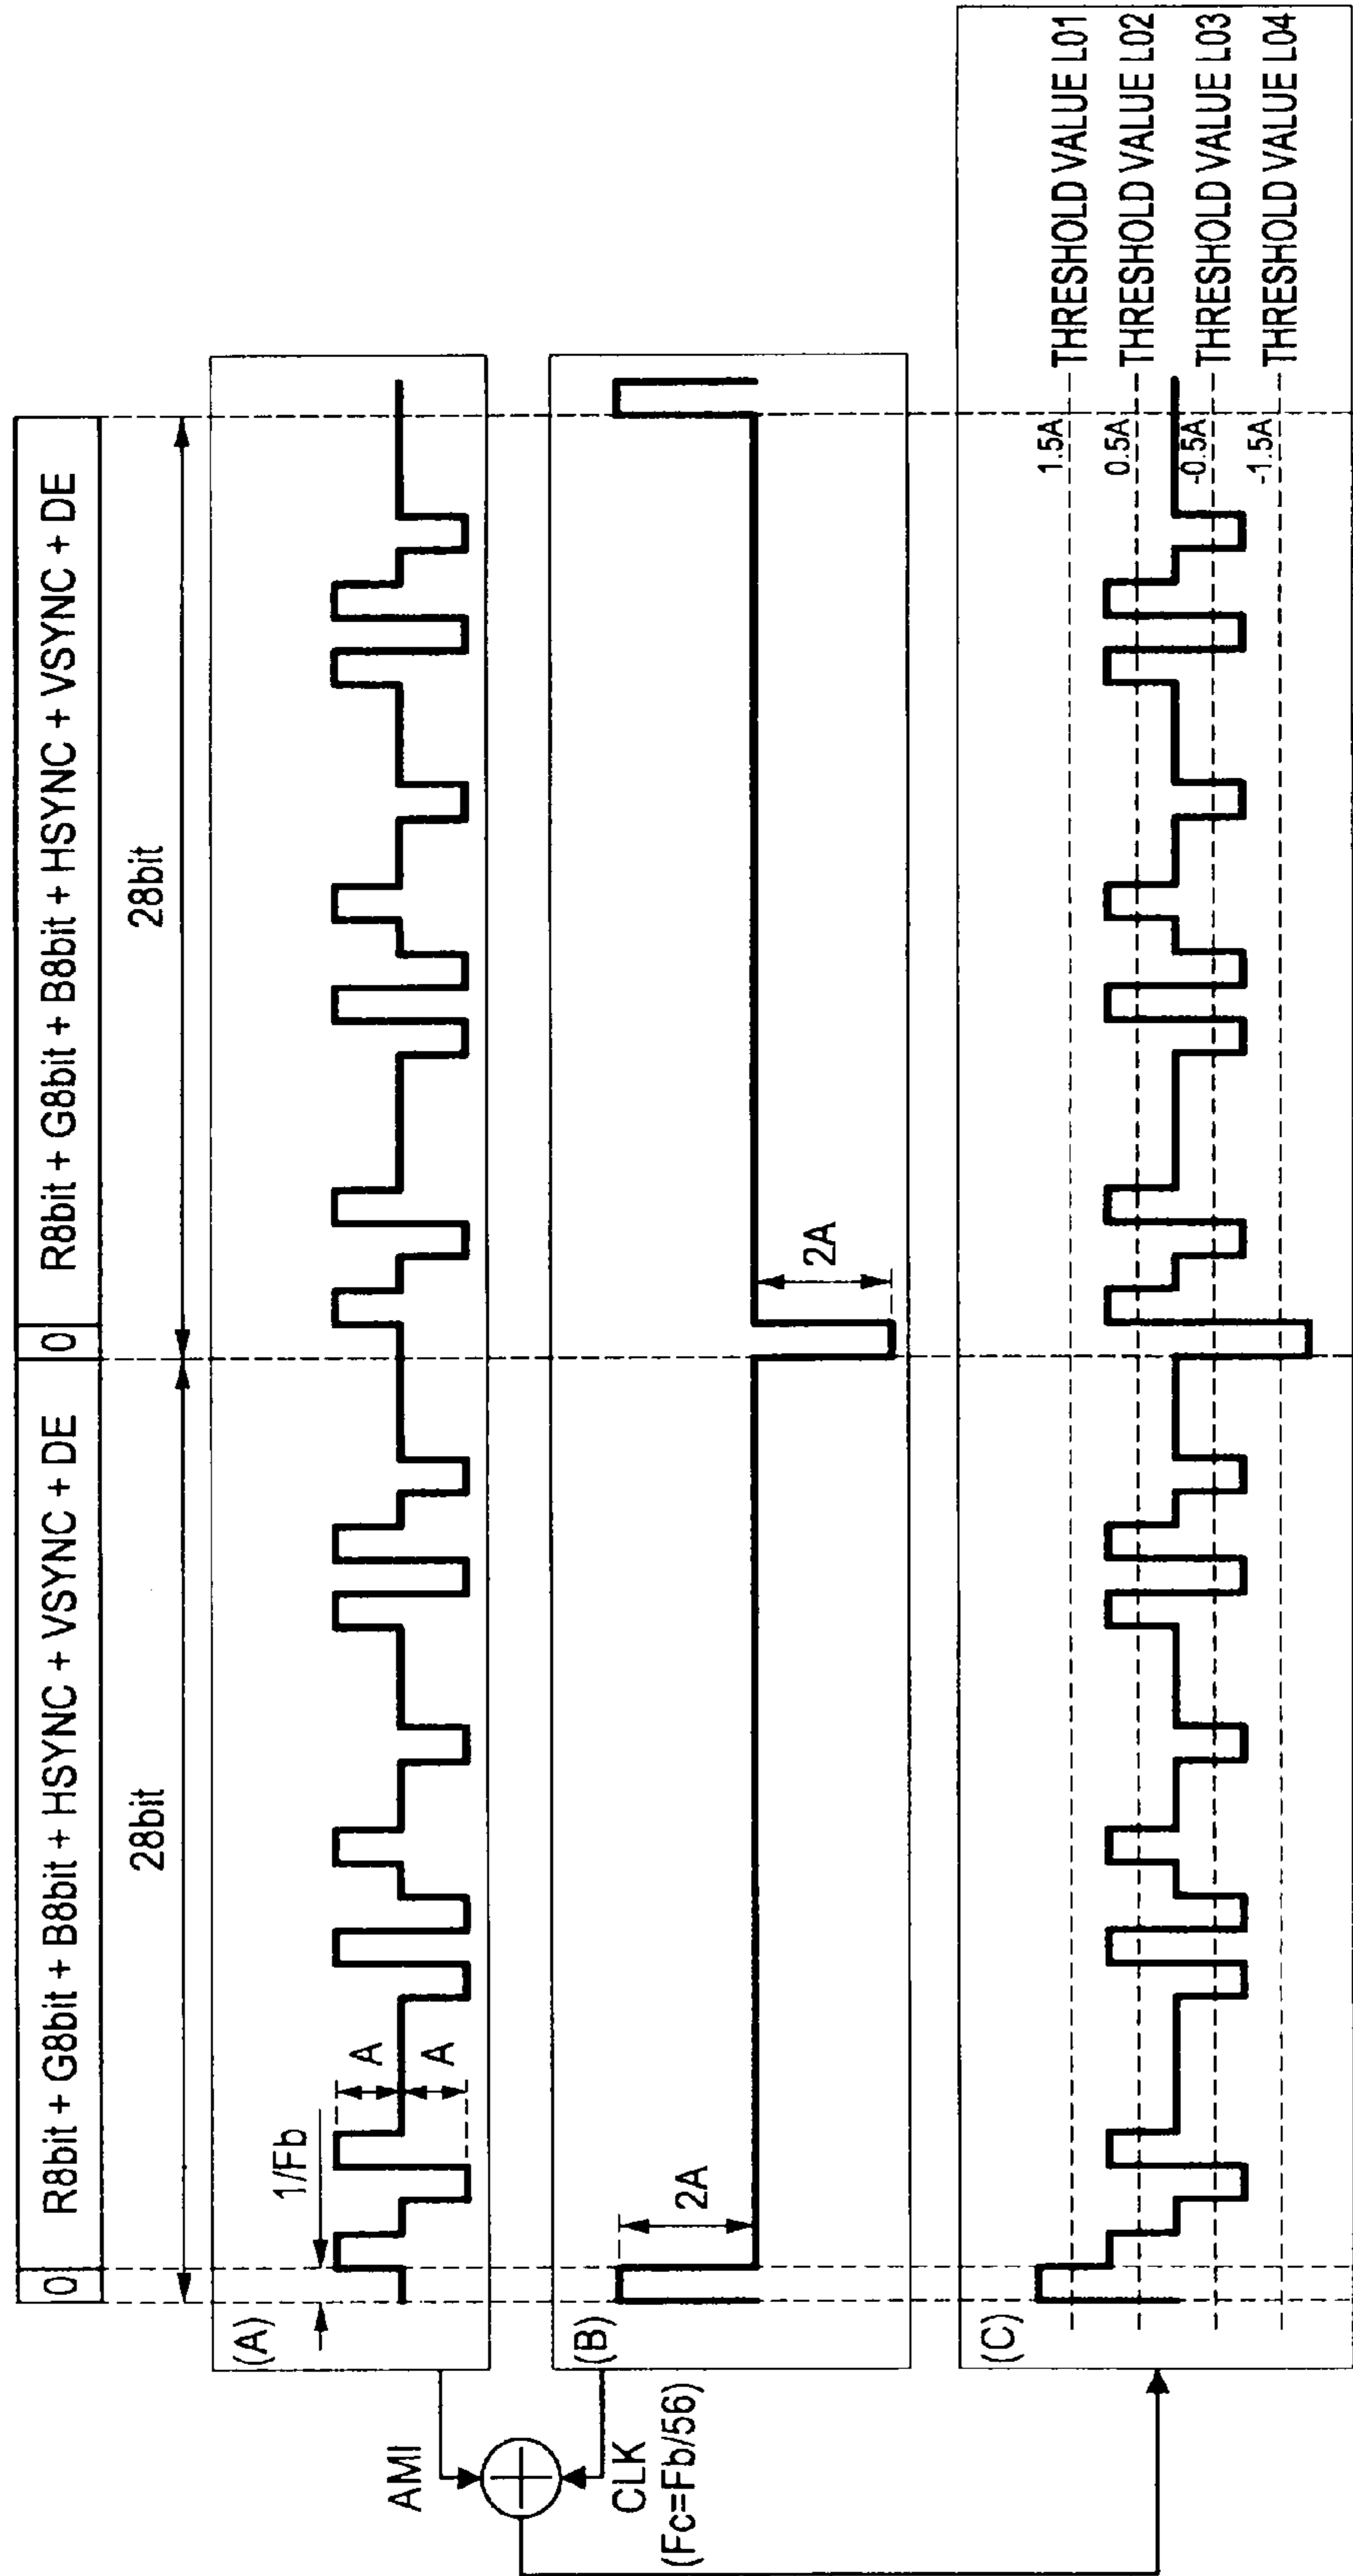 0
R8bit + G8bit + B8bit + HSYNC + VSYNC + DE
0
R8bit + G8bit + B8bit + HSYNC + VSYNC + DE
28bit
28bit
(A)
1/Fb
A
A
AMI
(B)
2A
2A
CLK
(Fc=Fb/56)
(C)
1.5A
THRESHOLD VALUE L01
0.5A
THRESHOLD VALUE L02
-0.5A
THRESHOLD VALUE L03
-1.5A
THRESHOLD VALUE L04